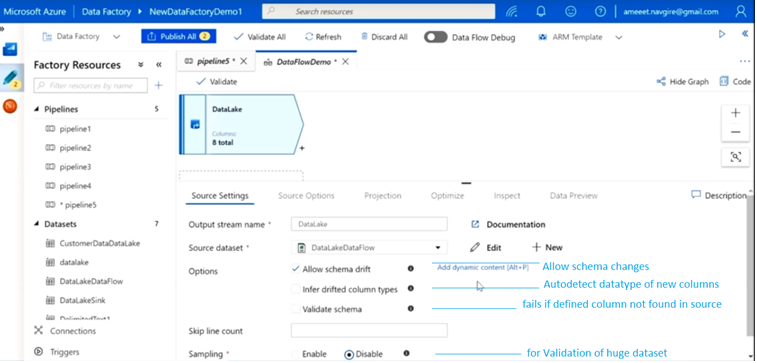 Microsoft Azure
Data Factory
NewDataFactoryDemo1
Search resources
ameeet.navgire@gmail.com
Data Factory
Publish All 2
Validate All
Refresh
Discard All
Data Flow Debug
ARM Template
2
Factory Resources
Filter resources by name
Pipelines 5
pipeline1
pipeline2
pipeline3
pipeline4
* pipeline5
Datasets 7
CustomerDataDataLake
datalake
DataLakeDataFlow
DataLakeSink
DelimitedText1
Connections
Triggers
pipeline5 *
DataFlowDemo *
Validate
Hide Graph
Code
DataLake
Columns:
8 total
Source Settings
Source Options
Projection
Optimize
Inspect
Data Preview
Description
Output stream name *
DataLake
Documentation
Source dataset *
DataLakeDataFlow
Edit
New
Options
Allow schema drift
Add dynamic content [Alt+P]
Allow schema changes
Infer drifted column types
Autodetect datatype of new columns
Validate schema
fails if defined column not found in source
Skip line count
Sampling *
Enable
Disable
for Validation of huge dataset